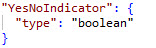 "YesNoIndicator": {
  "type": "boolean"
}